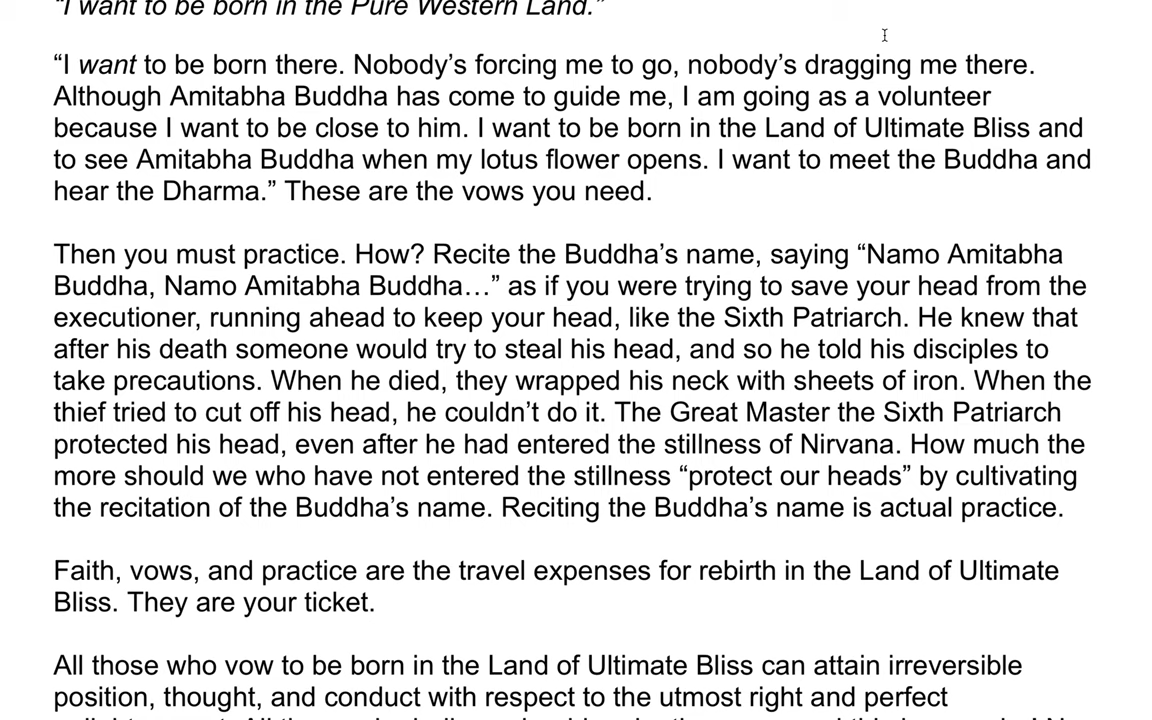 “I want to be born in the Pure Western Land.”
“I want to be born there. Nobody’s forcing me to go, nobody’s dragging me there.
Although Amitabha Buddha has come to guide me, I am going as a volunteer
because I want to be close to him. I want to be born in the Land of Ultimate Bliss and
to see Amitabha Buddha when my lotus flower opens. I want to meet the Buddha and
hear the Dharma.” These are the vows you need.
Then you must practice. How? Recite the Buddha’s name, saying “Namo Amitabha
Buddha, Namo Amitabha Buddha…” as if you were trying to save your head from the
executioner, running ahead to keep your head, like the Sixth Patriarch. He knew that
after his death someone would try to steal his head, and so he told his disciples to
take precautions. When he died, they wrapped his neck with sheets of iron. When the
thief tried to cut off his head, he couldn’t do it. The Great Master the Sixth Patriarch
protected his head, even after he had entered the stillness of Nirvana. How much the
more should we who have not entered the stillness “protect our heads” by cultivating
the recitation of the Buddha’s name. Reciting the Buddha’s name is actual practice.
Faith, vows, and practice are the travel expenses for rebirth in the Land of Ultimate
Bliss. They are your ticket.
All those who vow to be born in the Land of Ultimate Bliss can attain irreversible
position, thought, and conduct with respect to the utmost right and perfect